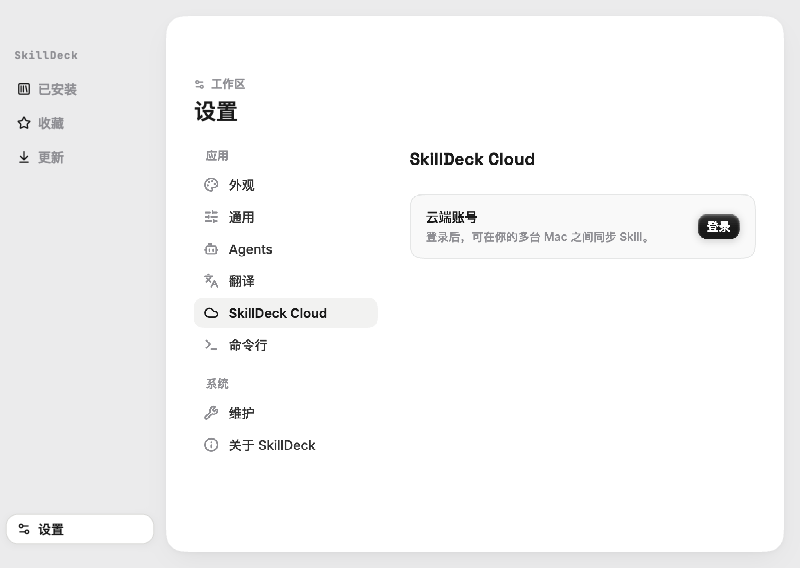 SkillDeck
已安装
收藏
更新
设置
工作区
设置
应用
外观
通用
Agents
翻译
SkillDeck Cloud
命令行
系统
维护
关于 SkillDeck
SkillDeck Cloud
云端账号
登录后，可在你的多台 Mac 之间同步 Skill。
登录